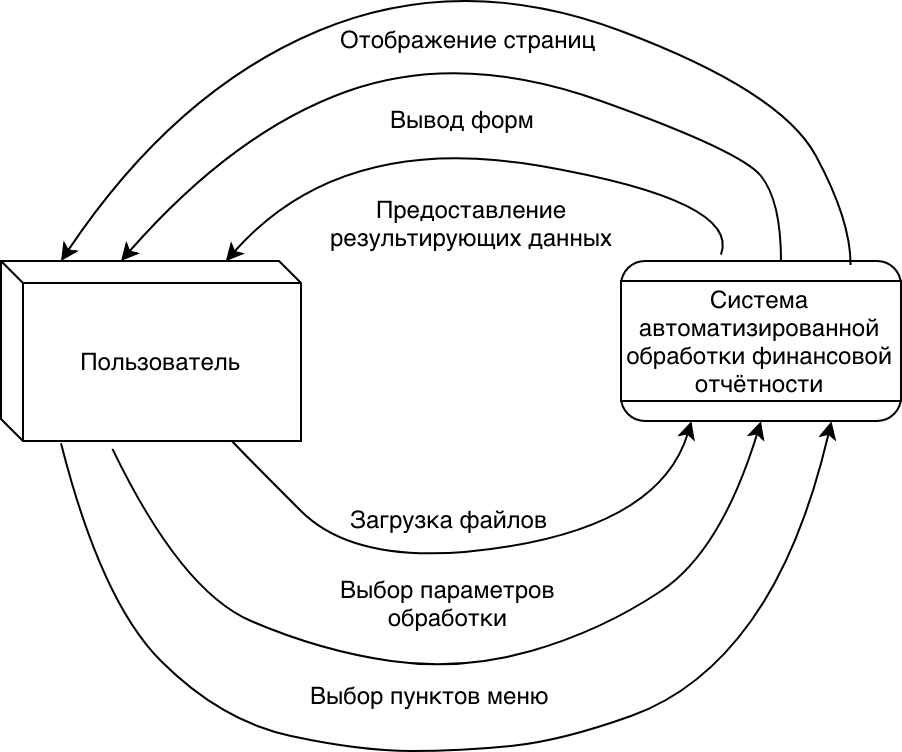 Отображение страниц
Вывод форм
Предоставление
результирующих данных
Пользователь
Система
автоматизированной
обработки финансовой
отчётности
Загрузка файлов
Выбор параметров
обработки
Выбор пунктов меню